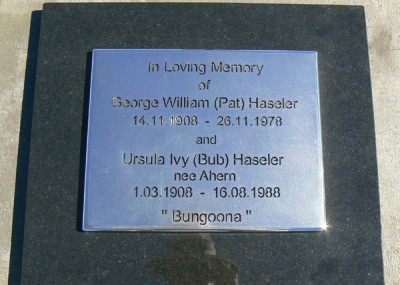 In Loving Memory
of
George William (Pat) Haseler
14.11.1908 - 26.11.1978
and
Ursula Ivy (Bub) Haseler
nee Ahern
1.03.1908 - 16.08.1988
" Bungoona "